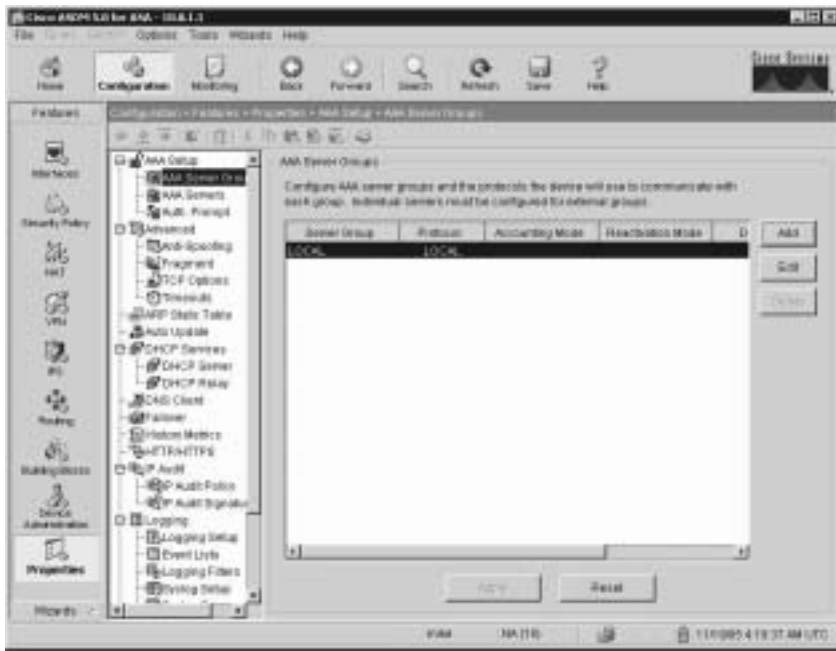 Cisco ASDM 5.0 for ASA - 10.0.1.1
File Options Tools Wizards Help
Home Configuration Monitoring Back Forward Search Refresh Save Help
Cisco Systems
Features
Configuration > Features > Properties > AAA Setup > AAA Server Groups
Interfaces
Security Policy
NAT
VPN
IPS
Routing
Building Blocks
Device Administration
Properties
Wizards
AAA Setup
AAA Server Grou
AAA Servers
Auth. Prompt
Advanced
Anti-Spoofing
Fragment
TCP Options
Timeouts
ARP Static Table
Auto Update
DHCP Services
DHCP Server
DHCP Relay
DNS Client
Failover
History Metrics
HTTP/HTTPS
IP Audit
IP Audit Policy
IP Audit Signatur
Logging
Logging Setup
Event Lists
Logging Filters
Syslog Setup
AAA Server Groups
Configure AAA server groups and the protocols the device will use to communicate with
each group. Individual servers must be configured for external groups.
Server Group Protocol Accounting Mode Reactivation Mode D
LOCAL LOCAL
Add
Edit
Delete
Apply Reset
NA (15)